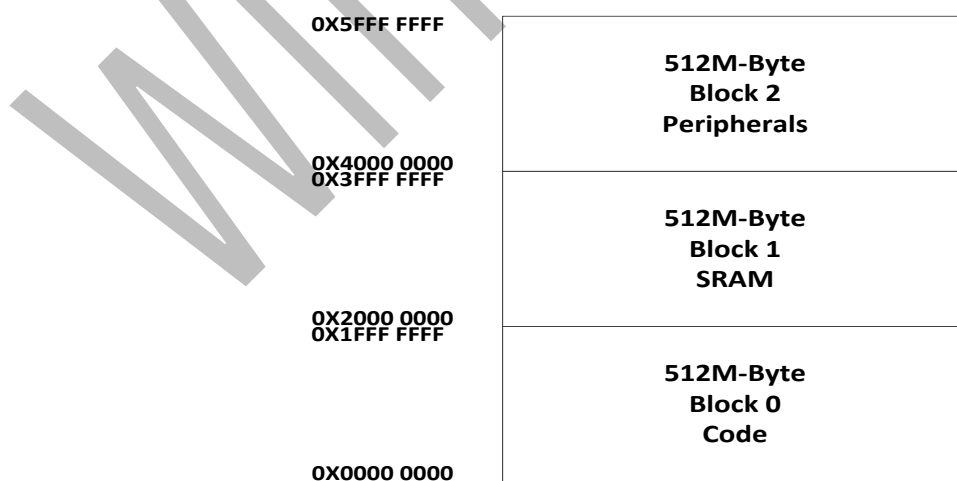 0X5FFF FFFF
512M-Byte
Block 2
Peripherals
0X4000 0000
0X3FFF FFFF
512M-Byte
Block 1
SRAM
0X2000 0000
0X1FFF FFFF
512M-Byte
Block 0
Code
0X0000 0000